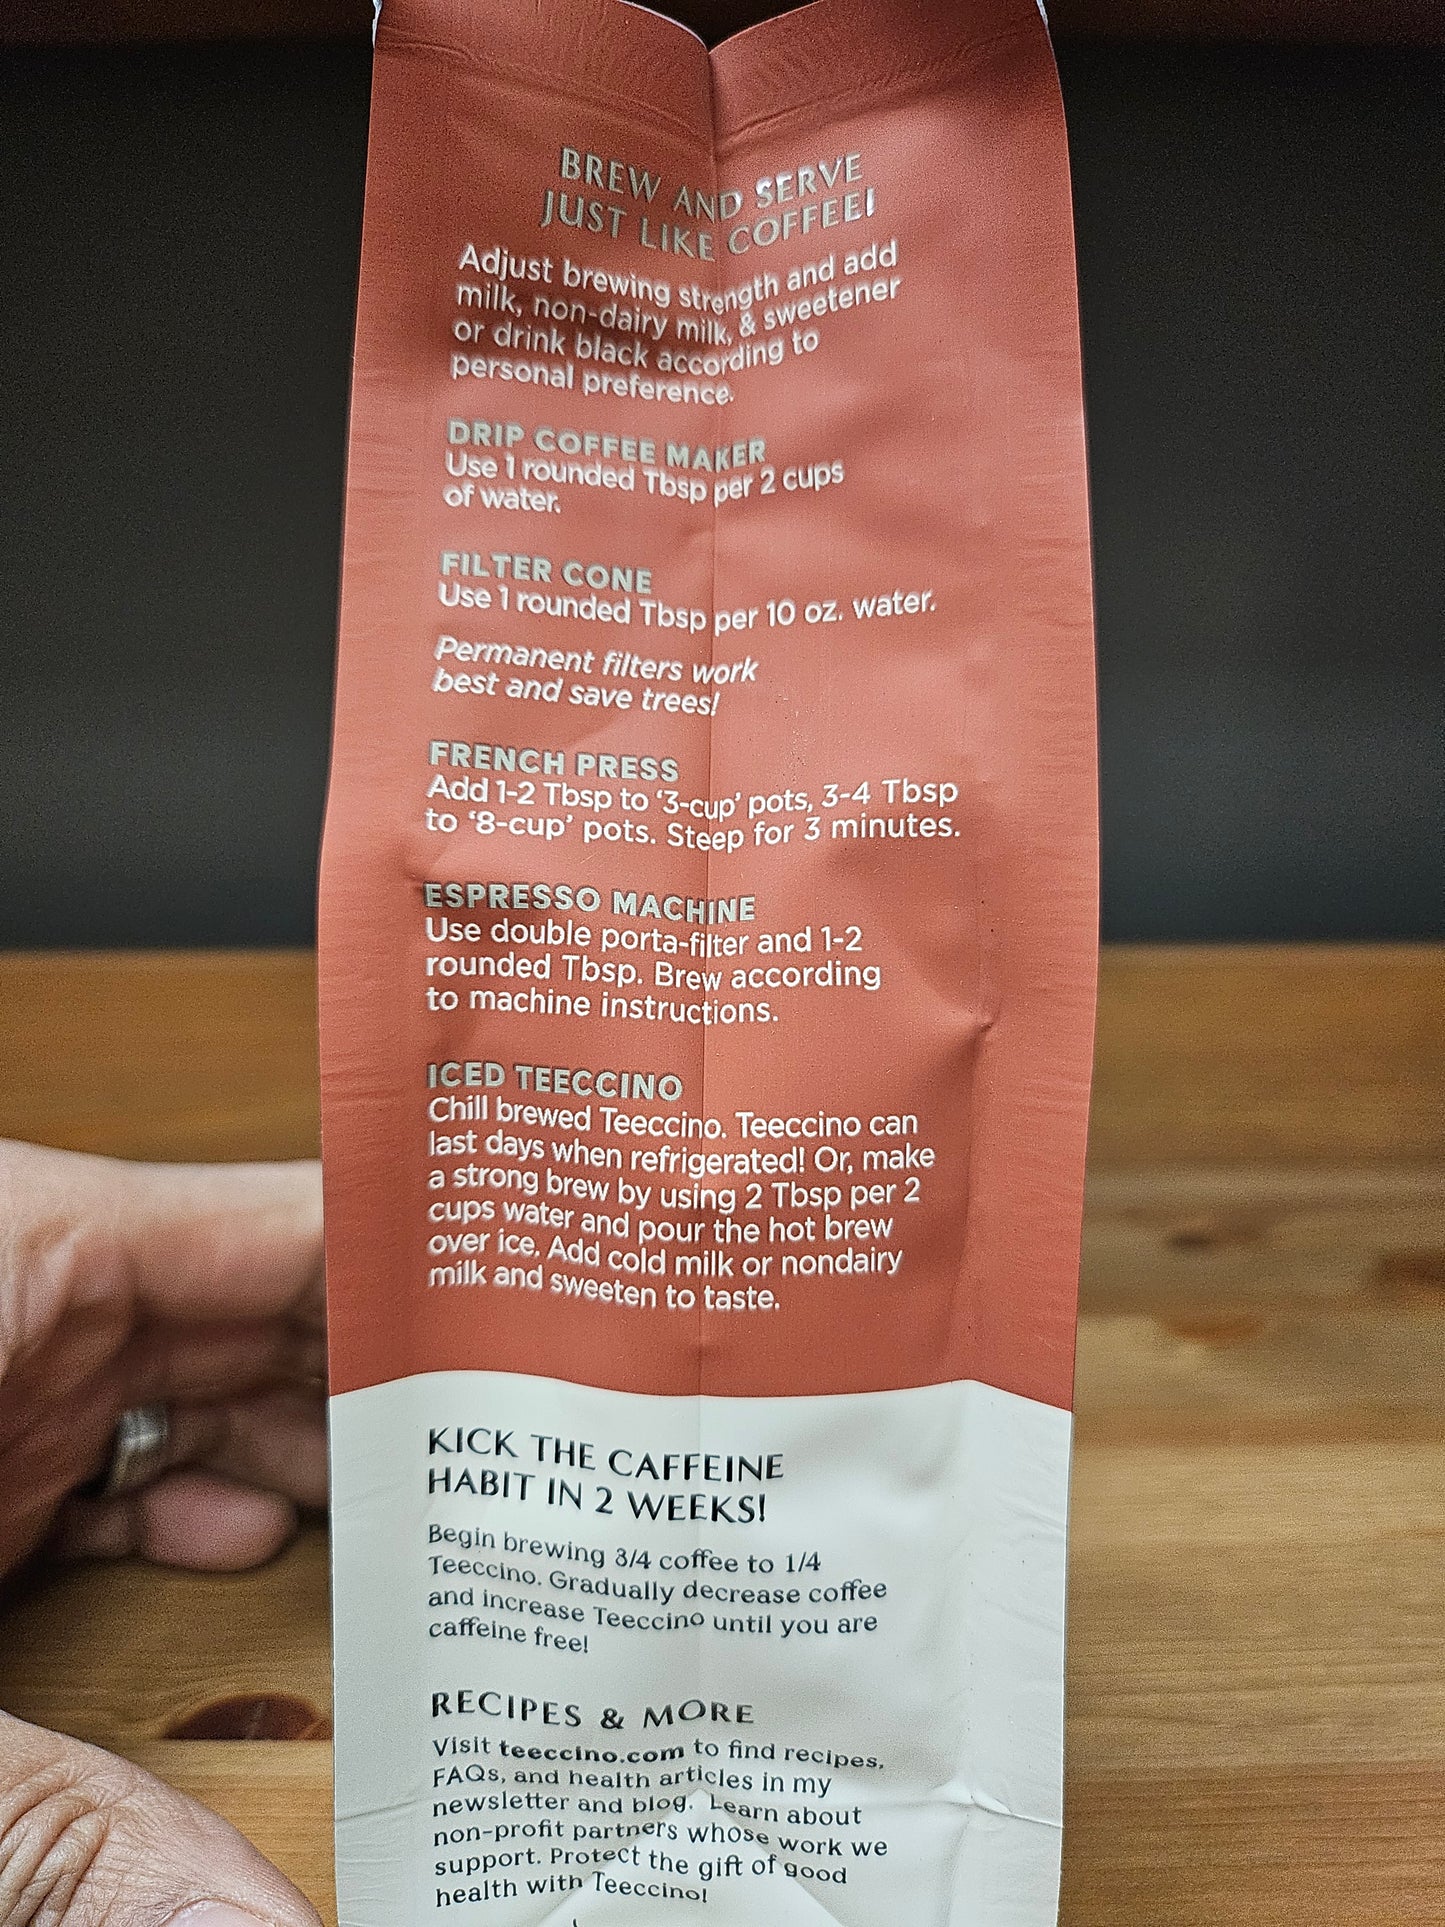 BREW AND SERVE
JUST LIKE COFFEE!
Adjust brewing strength and add
milk, non-dairy milk, & sweetener
or drink black according to
personal preference.
DRIP COFFEE MAKER
Use 1 rounded Tbsp per 2 cups
of water.
FILTER CONE
Use 1 rounded Tbsp per 10 oz. water.
Permanent filters work
best and save trees!
FRENCH PRESS
Add 1-2 Tbsp to ‘3-cup’ pots, 3-4 Tbsp
to ‘8-cup’ pots. Steep for 3 minutes.
ESPRESSO MACHINE
Use double porta-filter and 1-2
rounded Tbsp. Brew according
to machine instructions.
ICED TEECCINO
Chill brewed Teeccino. Teeccino can
last days when refrigerated! Or, make
a strong brew by using 2 Tbsp per 2
cups water and pour the hot brew
over ice. Add cold milk or nondairy
milk and sweeten to taste.
KICK THE CAFFEINE
HABIT IN 2 WEEKS!
Begin brewing 3/4 coffee to 1/4
Teeccino. Gradually decrease coffee
and increase Teeccino until you are
caffeine free!
RECIPES & MORE
Visit teeccino.com to find recipes,
FAQs, and health articles in my
newsletter and blog. Learn about
non-profit partners whose work we
support. Protect the gift of good
health with Teeccino!